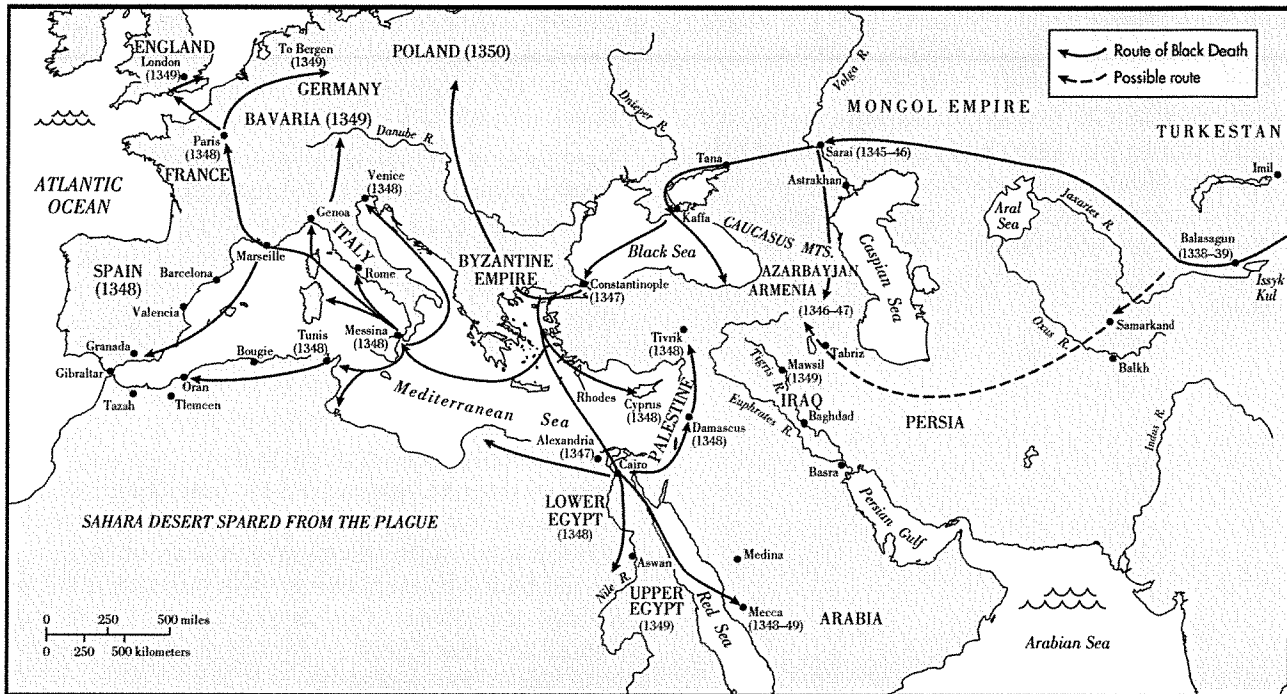 ENGLAND
London
(1349)
To Bergen
(1349)
POLAND (1350)
Route of Black Death
Possible route
GERMANY
BAVARIA (1349)
Danube R.
Dnieper R.
Volga R.
MONGOL EMPIRE
TURKESTAN
Paris
(1348)
FRANCE
ATLANTIC
OCEAN
Venice
(1348)
Genoa
Tana
Sarai (1345–46)
Astrakhan
Imil
Kaffa
Aral
Sea
Jaxartes R.
Balasagun
(1338–39)
Issyk
Kul
ITALY
Marseille
Rome
BYZANTINE
EMPIRE
Black Sea
CAUCASUS MTS.
Caspian Sea
AZARBAYJAN
ARMENIA
(1346–47)
SPAIN
(1348)
Barcelona
Valencia
Constantinople
(1347)
Samarkand
Oxus R.
Balkh
Granada
Gibraltar
Bougie
Tunis
(1348)
Messina
(1348)
Oran
Tazah
Tlemcen
Tivrik
(1348)
Tabriz
Mawsil
(1349)
Tigris R.
IRAQ
Euphrates R.
Baghdad
PERSIA
Mediterranean
Sea
Rhodes
Cyprus
(1348)
PALESTINE
Damascus
(1348)
Indus R.
Alexandria
(1347)
Cairo
Basra
Persian Gulf
LOWER
EGYPT
(1348)
SAHARA DESERT SPARED FROM THE PLAGUE
Aswan
Nile R.
Medina
UPPER
EGYPT
(1349)
Red Sea
Mecca
(1348–49)
ARABIA
Arabian Sea
0 250 500 miles
0 250 500 kilometers